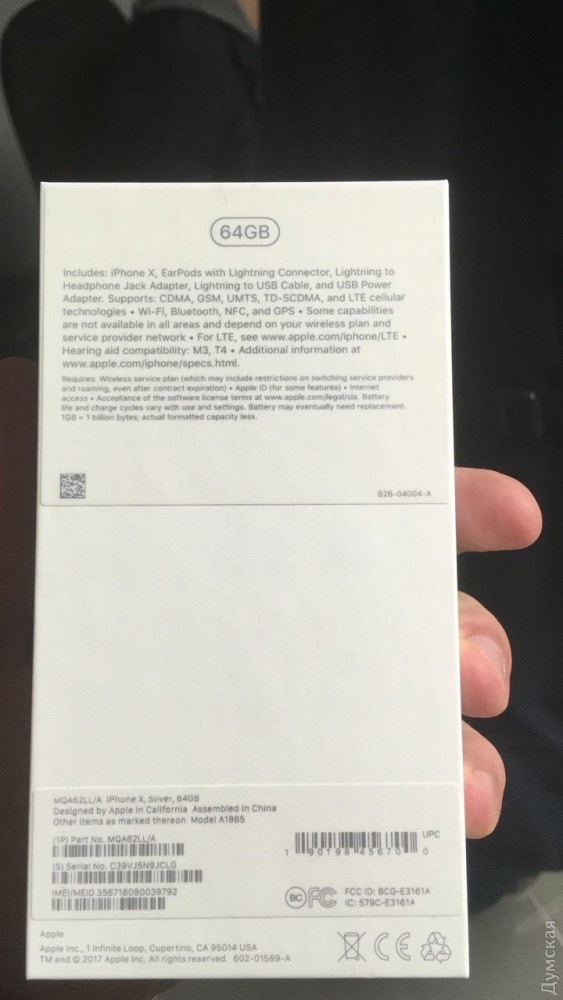 64GB
Includes: iPhone X, EarPods with Lightning Connector, Lightning to
Headphone Jack Adapter, Lightning to USB Cable, and USB Power
Adapter. Supports: CDMA, GSM, UMTS, TD-SCDMA, and LTE cellular
technologies • Wi-Fi, Bluetooth, NFC, and GPS • Some capabilities
are not available in all areas and depend on your wireless plan and
service provider network • For LTE, see www.apple.com/iphone/LTE •
Hearing aid compatibility: M3, T4 • Additional information at
www.apple.com/iphone/specs.html.
Requires: Wireless service plan (which may include restrictions on switching service providers
and roaming, even after contract expiration) • Apple ID (for some features) • Internet
access • Acceptance of the software license terms at www.apple.com/legal/sla. Battery
life and charge cycles vary with use and settings. Battery may eventually need replacement.
1GB = 1 billion bytes; actual formatted capacity less.
826-04004-A
MQA62LL/A iPhone X, Silver, 64GB
Designed by Apple in California Assembled in China
Other items as marked thereon Model A1865
(1P) Part No. MQA62LL/A
UPC
1 90198 45670 0
(S) Serial No. C39VJ5N9JCLG
IMEI/MEID 356718080039792
BC FC FCC ID: BCG-E3161A
IC: 579C-E3161A
Apple
Apple Inc., 1 Infinite Loop, Cupertino, CA 95014 USA
TM and © 2017 Apple Inc. All rights reserved. 602-01589-A
CE
Думская